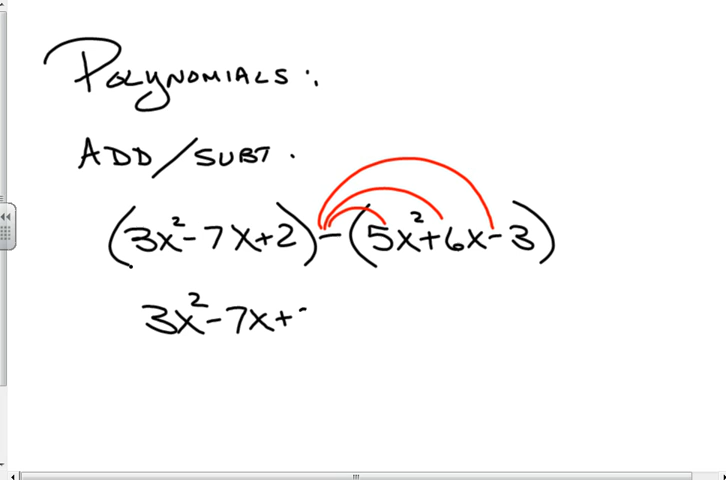 POLYNOMIALS:
ADD/SUBT.
(3x²-7x+2)-(5x²+6x-3)
3x²-7x+